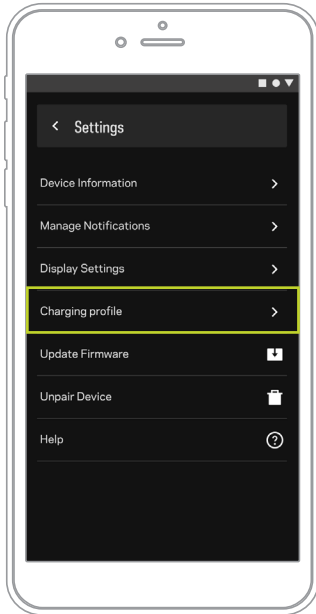 Settings
Device Information
Manage Notifications
Display Settings
Charging profile
Update Firmware
Unpair Device
Help